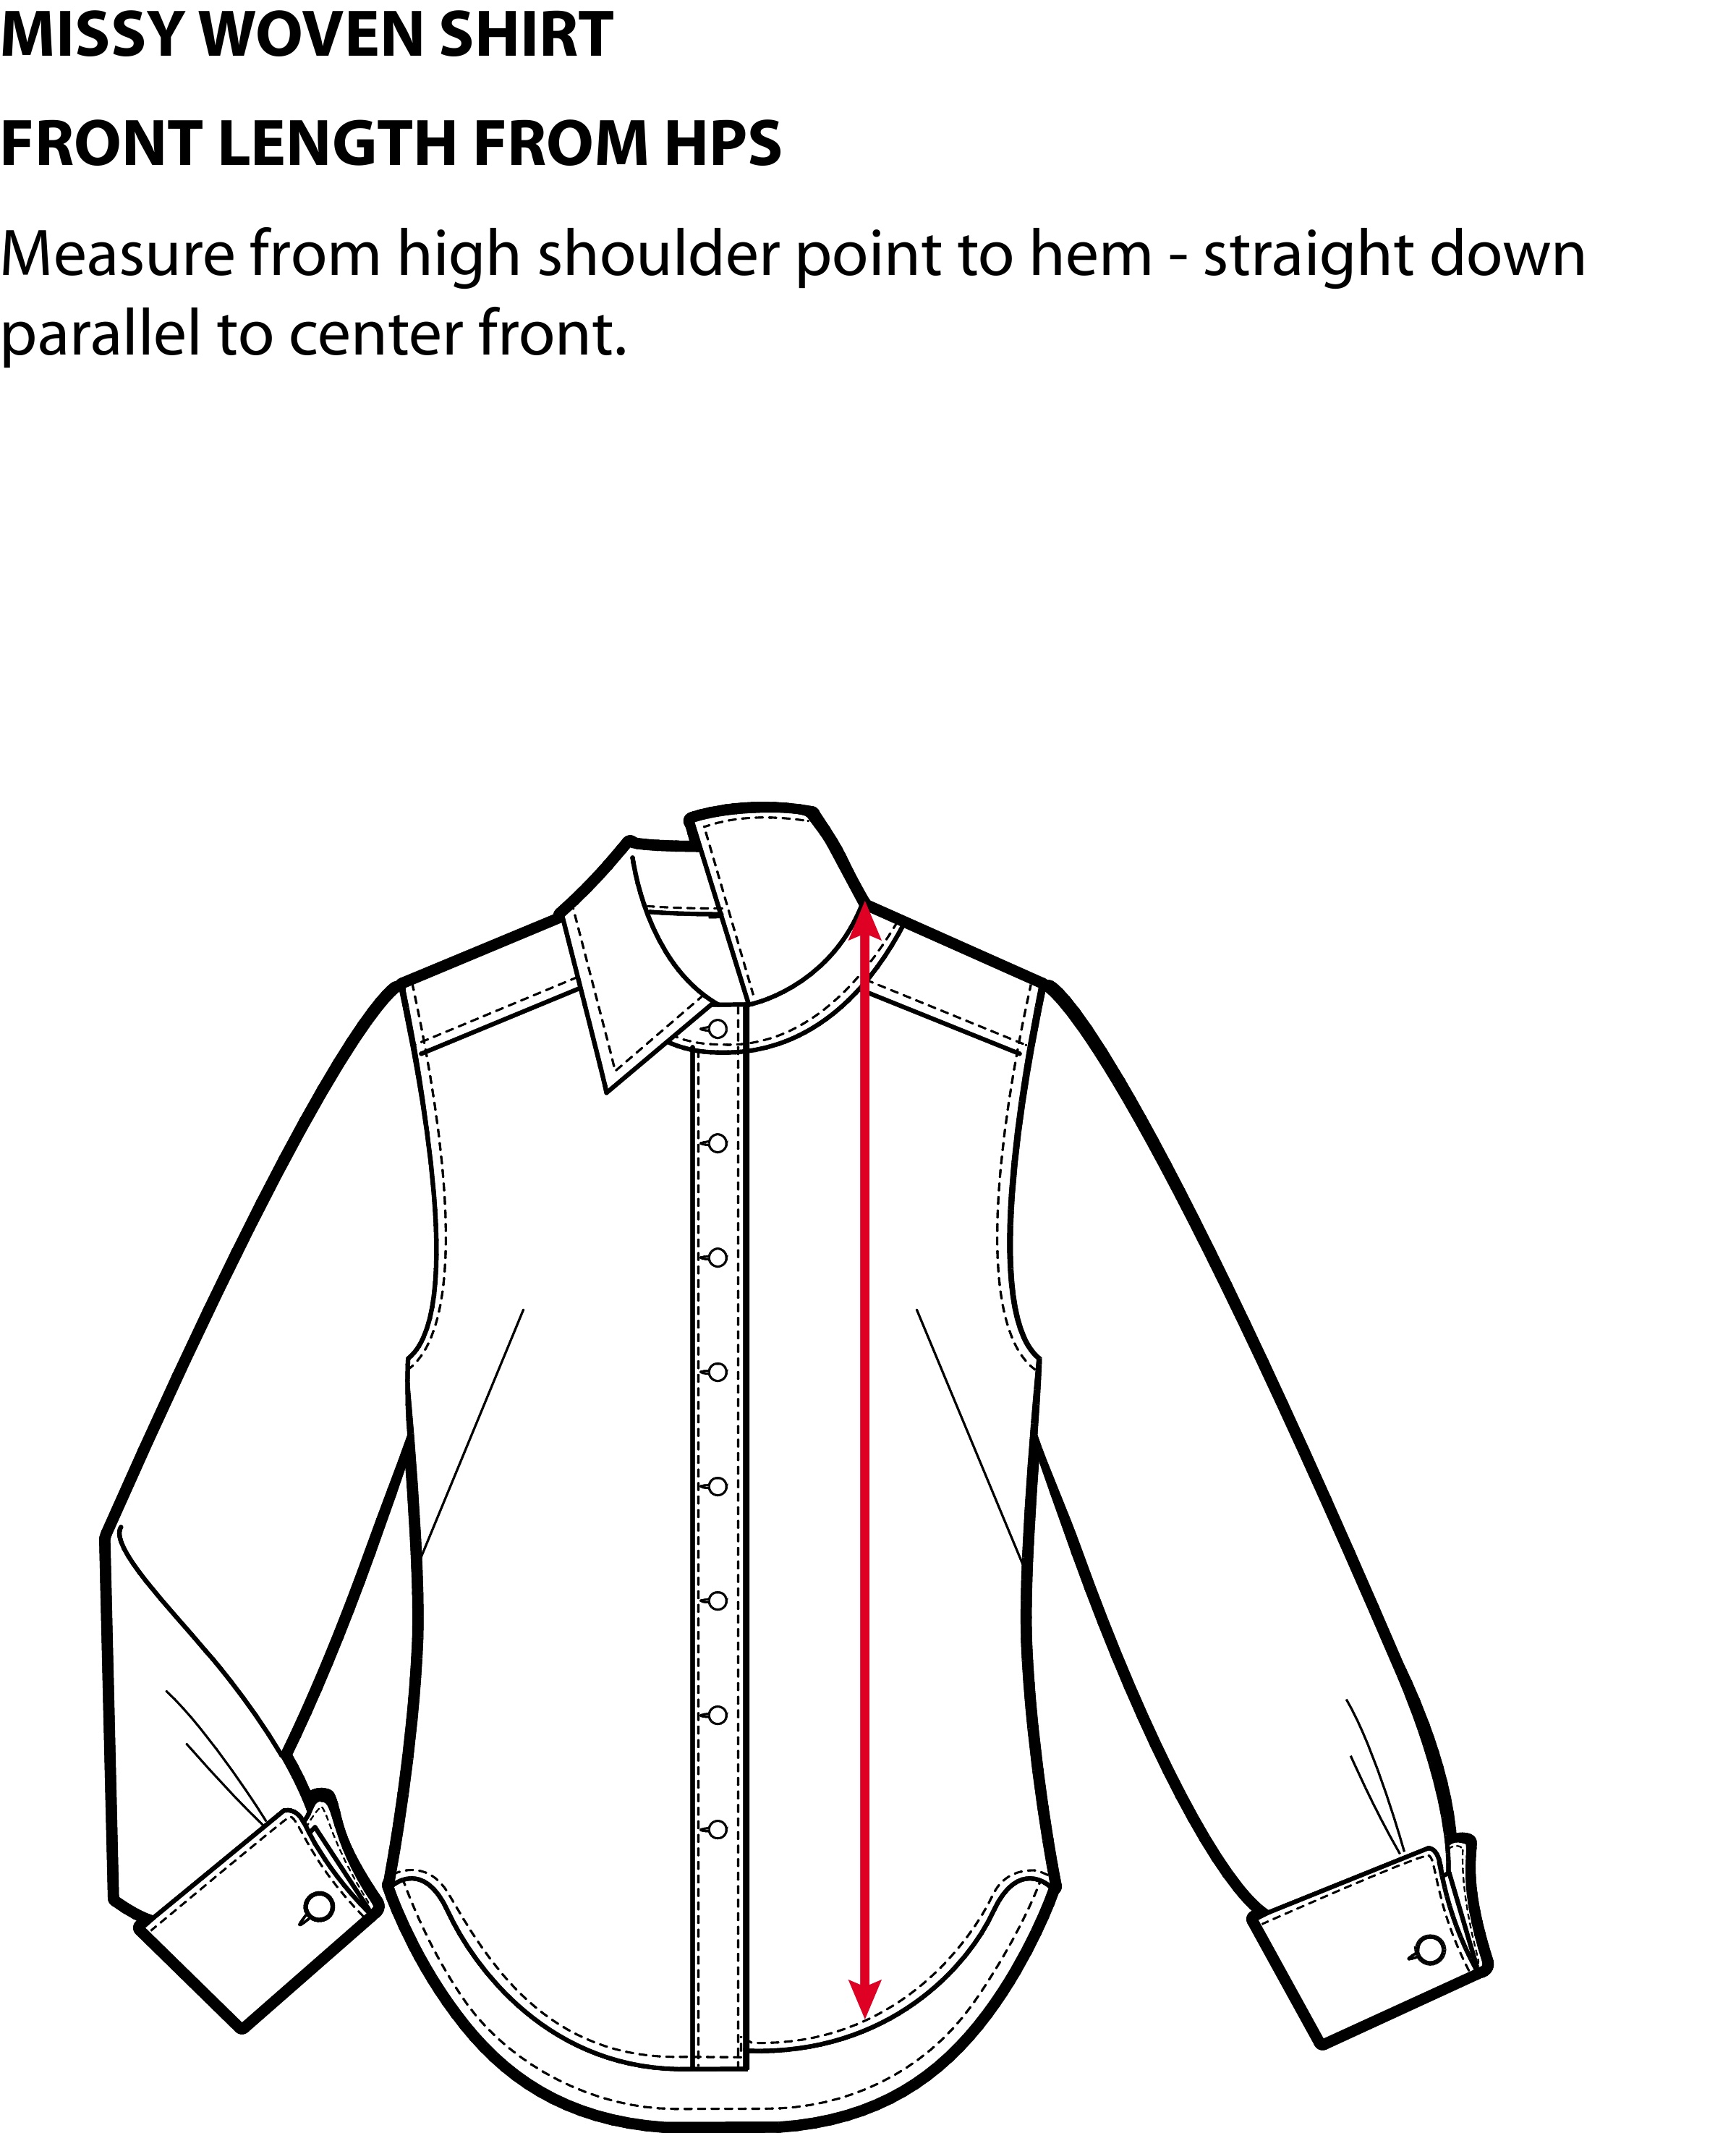 MISSY WOVEN SHIRT
FRONT LENGTH FROM HPS
Measure from high shoulder point to hem - straight down
parallel to center front.